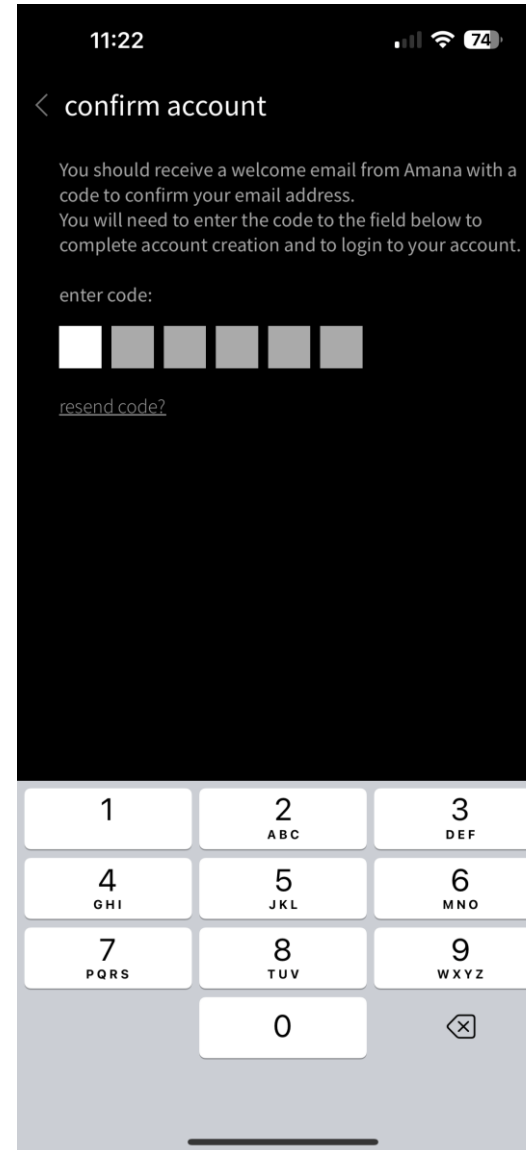 11:22
74
confirm account
You should receive a welcome email from Amana with a
code to confirm your email address.
You will need to enter the code to the field below to
complete account creation and to login to your account.
enter code:
resend code?
1
2
3
ABC
DEF
4
5
6
GHI
JKL
MNO
7
8
9
PQRS
TUV
WXYZ
0